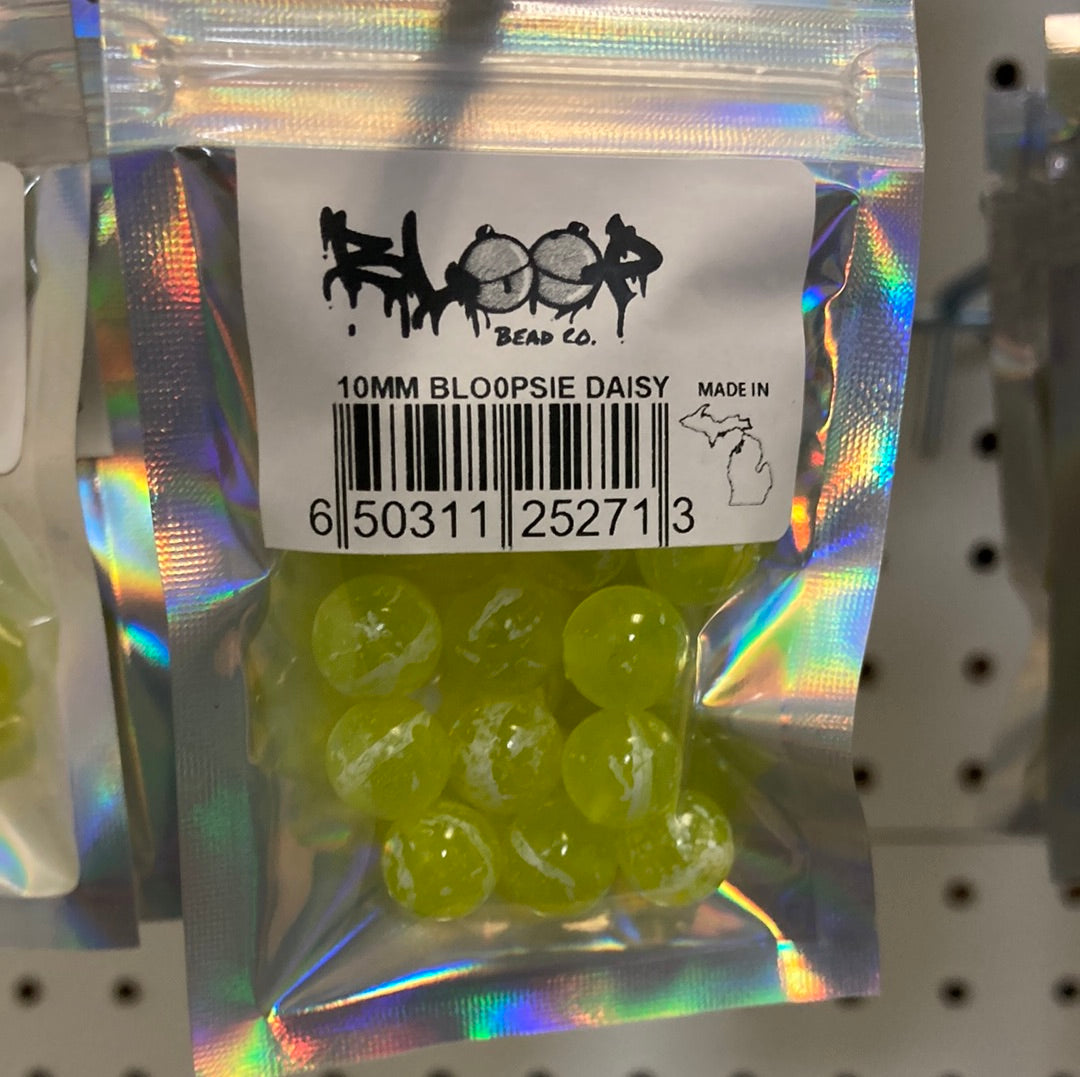 BLOOP
BEAD CO.
10MM BLO0PSIE DAISY
MADE IN
6 50311 25271 3